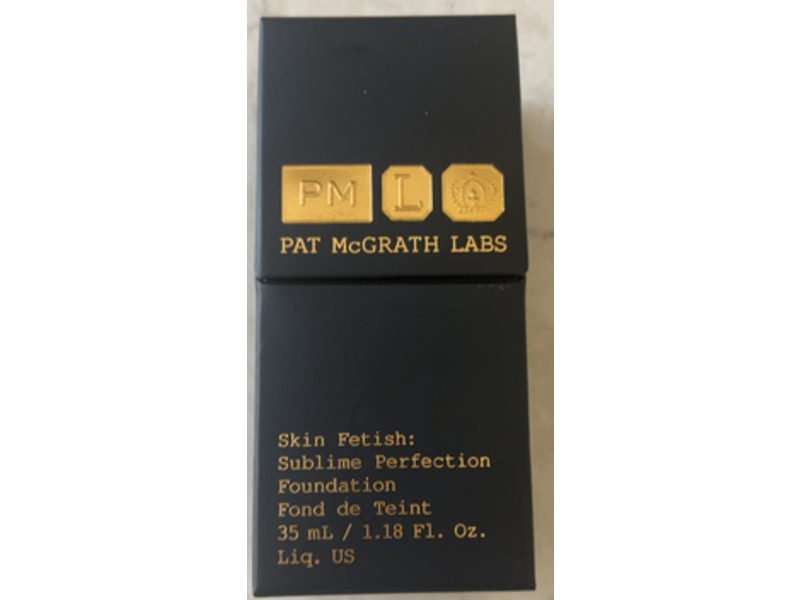 PM L
PAT McGRATH LABS
Skin Fetish:
Sublime Perfection
Foundation
Fond de Teint
35 mL / 1.18 Fl. Oz.
Liq. US